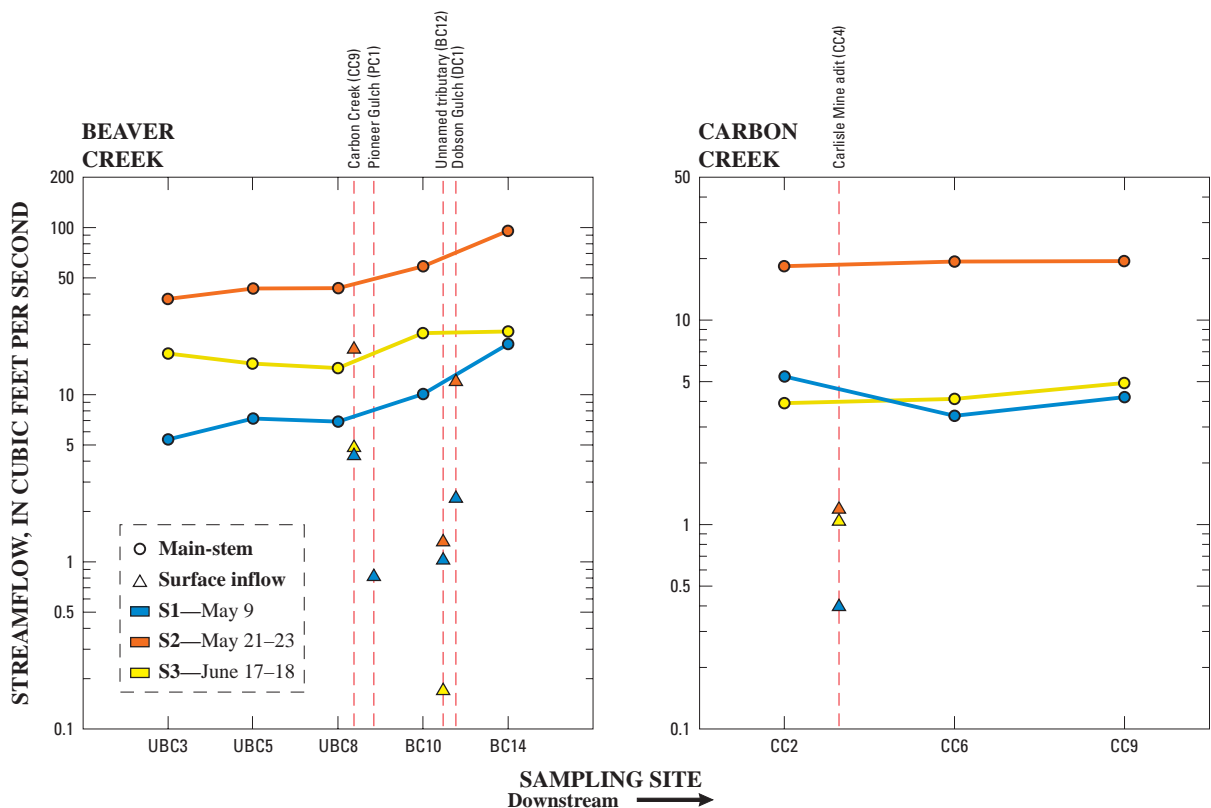 Carbon Creek (CC9)
Pioneer Gulch (PC1)
Unnamed tributary (BC12)
Dobson Gulch (DC1)
Carlisle Mine adit (CC4)
BEAVER
CREEK
CARBON
CREEK
STREAMFLOW, IN CUBIC FEET PER SECOND
200
100
50
20
10
5
2
1
0.5
0.1
Main-stem
Surface inflow
S1—May 9
S2—May 21–23
S3—June 17–18
UBC3
UBC5
UBC8
BC10
BC14
50
10
5
1
0.5
0.1
CC2
CC6
CC9
SAMPLING SITE
Downstream